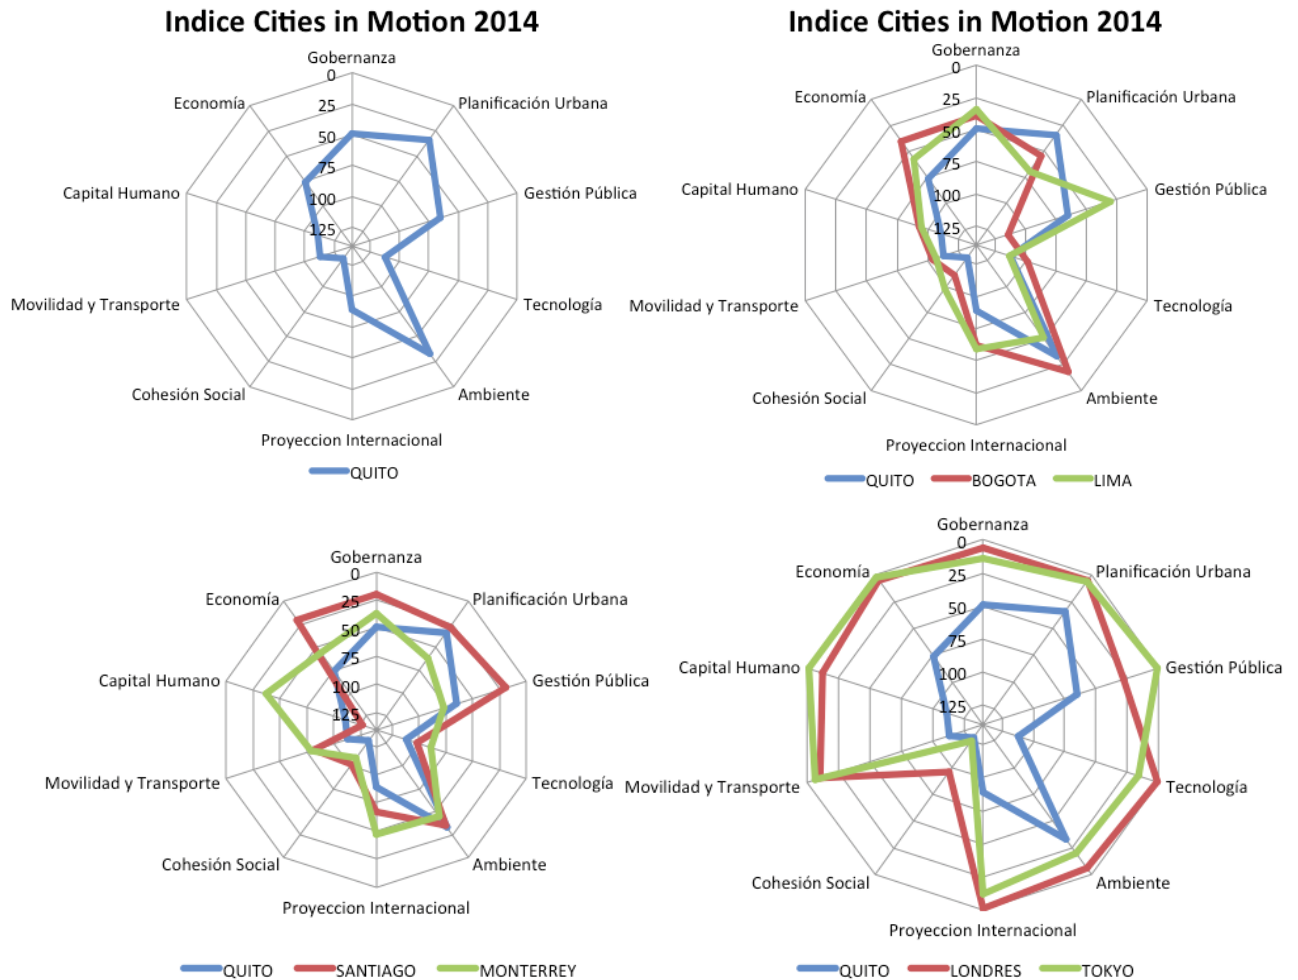 Indice Cities in Motion 2014
Gobernanza
0
25
50
75
100
125
Economía
Planificación Urbana
Capital Humano
Gestión Pública
Movilidad y Transporte
Tecnología
Cohesión Social
Ambiente
Proyeccion Internacional
QUITO
Indice Cities in Motion 2014
Gobernanza
0
25
50
75
100
125
Economía
Planificación Urbana
Capital Humano
Gestión Pública
Movilidad y Transporte
Tecnología
Cohesión Social
Ambiente
Proyeccion Internacional
QUITO BOGOTA LIMA
Gobernanza
0
25
50
75
100
125
Economía
Planificación Urbana
Capital Humano
Gestión Pública
Movilidad y Transporte
Tecnología
Cohesión Social
Ambiente
Proyeccion Internacional
QUITO SANTIAGO MONTERREY
Gobernanza
0
25
50
75
100
125
Economía
Planificación Urbana
Capital Humano
Gestión Pública
Movilidad y Transporte
Tecnología
Cohesión Social
Ambiente
Proyeccion Internacional
QUITO LONDRES TOKYO